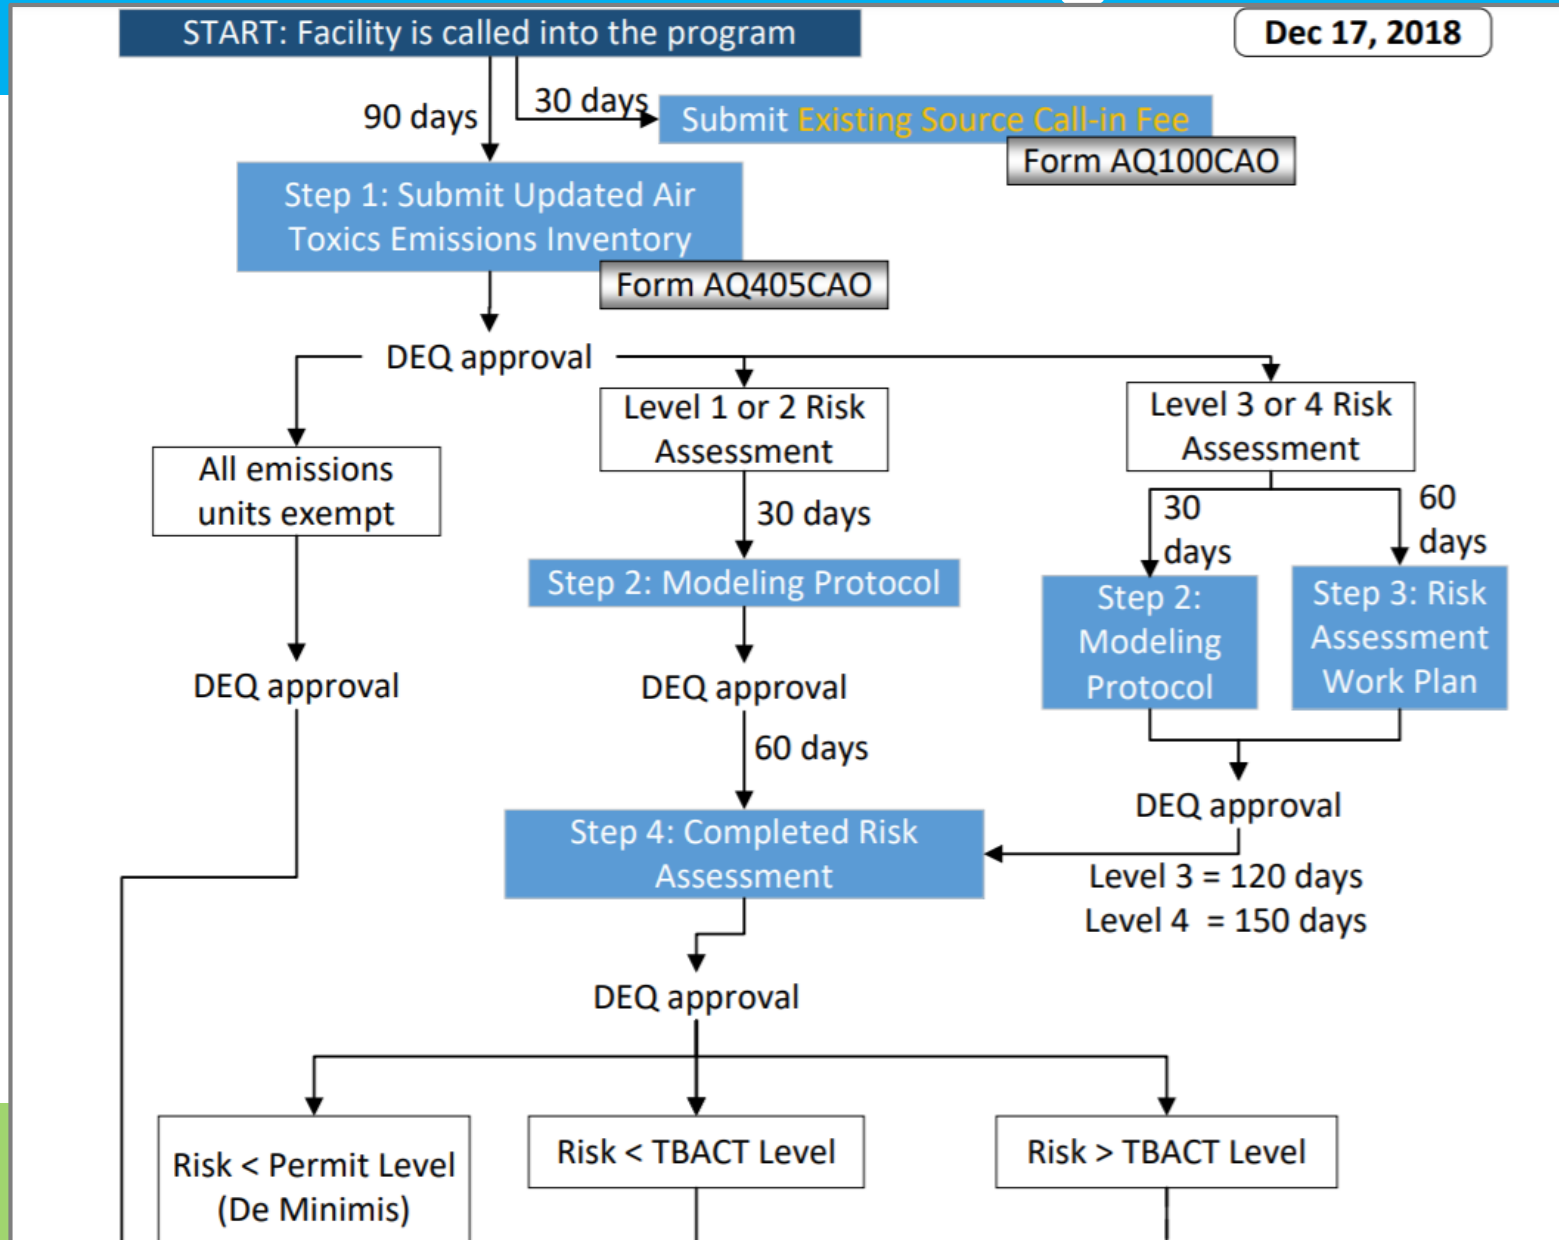 START: Facility is called into the program
Dec 17, 2018
90 days
30 days
Submit Existing Source Call-in Fee
Form AQ100CAO
Step 1: Submit Updated Air
Toxics Emissions Inventory
Form AQ405CAO
DEQ approval
All emissions
units exempt
Level 1 or 2 Risk
Assessment
Level 3 or 4 Risk
Assessment
30 days
30
days
60
days
Step 2: Modeling Protocol
Step 2:
Modeling
Protocol
Step 3: Risk
Assessment
Work Plan
DEQ approval
DEQ approval
60 days
DEQ approval
Step 4: Completed Risk
Assessment
Level 3 = 120 days
Level 4  = 150 days
DEQ approval
Risk < Permit Level
(De Minimis)
Risk < TBACT Level
Risk > TBACT Level